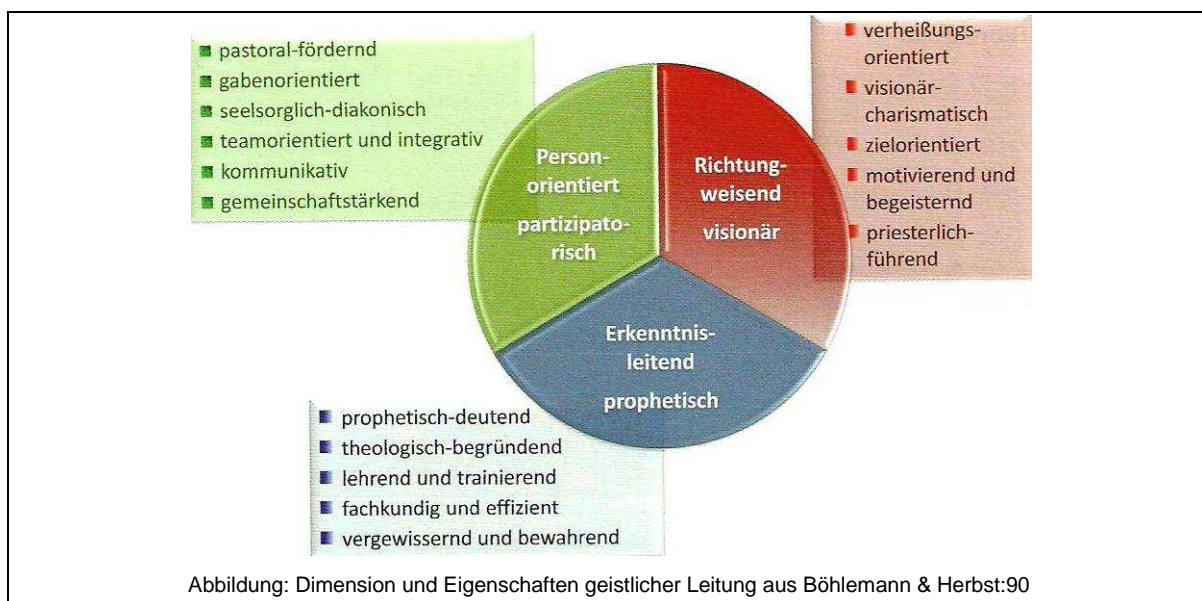 pastoral-fördernd
gabenorientiert
seelsorglich-diakonisch
teamorientiert und integrativ
kommunikativ
gemeinschaftstärkend
Person-
orientiert
partizipato-
risch
Richtung-
weisend
visionär
verheißungs-
orientiert
visionär-
charismatisch
zielorientiert
motivierend und
begeisternd
priesterlich-
führend
Erkenntnis-
leitend
prophetisch
prophetisch-deutend
theologisch-begründend
lehrend und trainierend
fachkundig und effizient
vergewissernd und bewahrend
Abbildung: Dimension und Eigenschaften geistlicher Leitung aus Böhlemann & Herbst:90